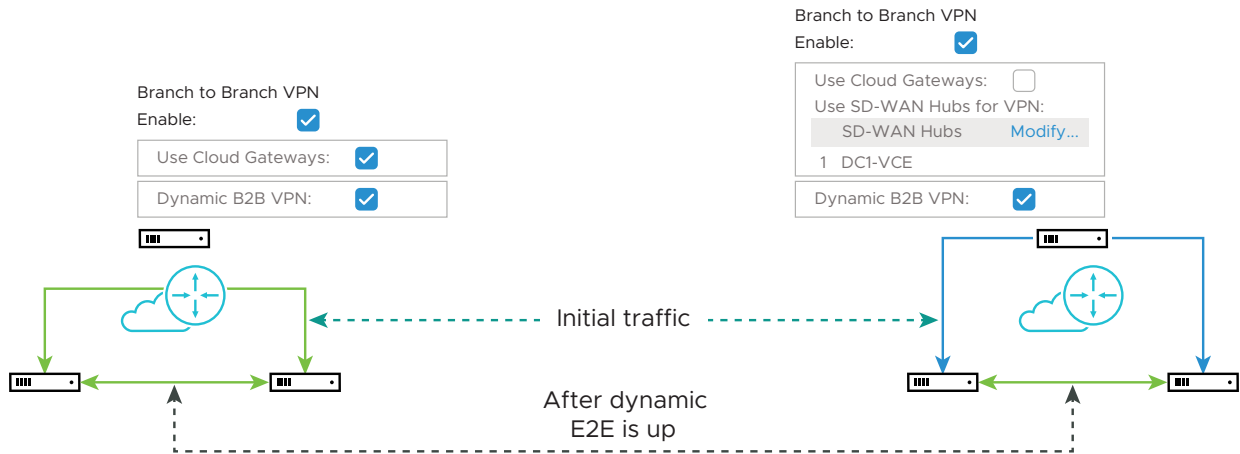 Branch to Branch VPN
Enable:
Use Cloud Gateways:
Dynamic B2B VPN:
Branch to Branch VPN
Enable:
Use Cloud Gateways:
Use SD-WAN Hubs for VPN:
SD-WAN Hubs Modify...
1 DC1-VCE
Dynamic B2B VPN:
Initial traffic
After dynamic
E2E is up